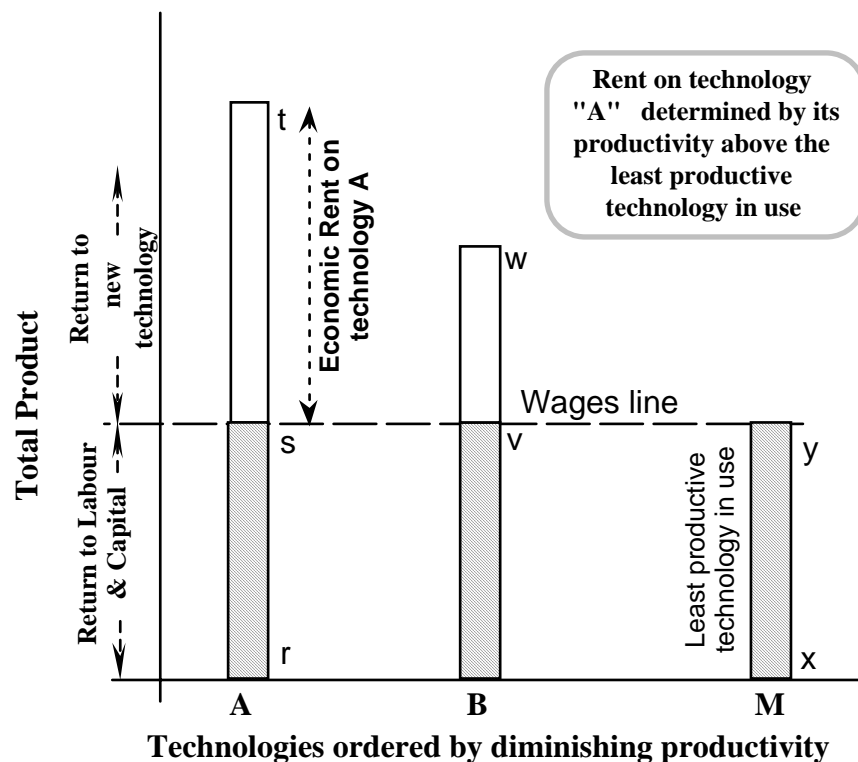 Rent on technology
"A" determined by its
productivity above the
least productive
technology in use
t
Economic Rent on
technology A
w
Return to
new
technology
Total Product
Wages line
s
v
y
Return to Labour
& Capital
Least productive
technology in use
r
x
A
B
M
Technologies ordered by diminishing productivity